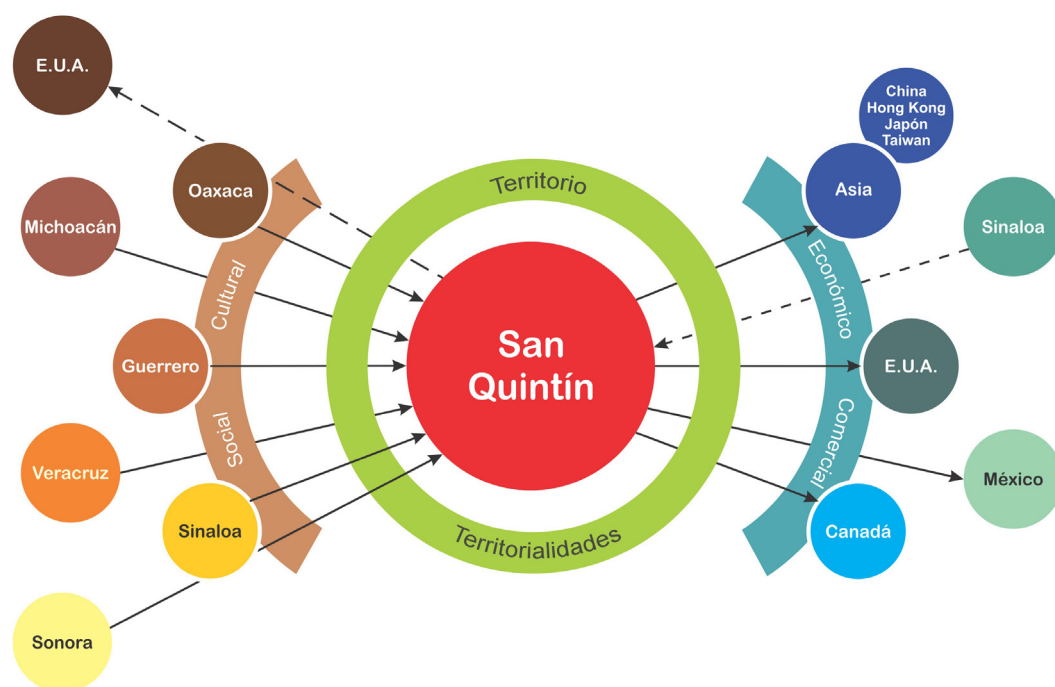 E.U.A.
Oaxaca
Michoacán
Cultural
Guerrero
Social
Veracruz
Sinaloa
Sonora
Territorio
San
Quintín
Territorialidades
China
Hong Kong
Japón
Taiwan
Asia
Económico
Sinaloa
E.U.A.
Comercial
México
Canadá